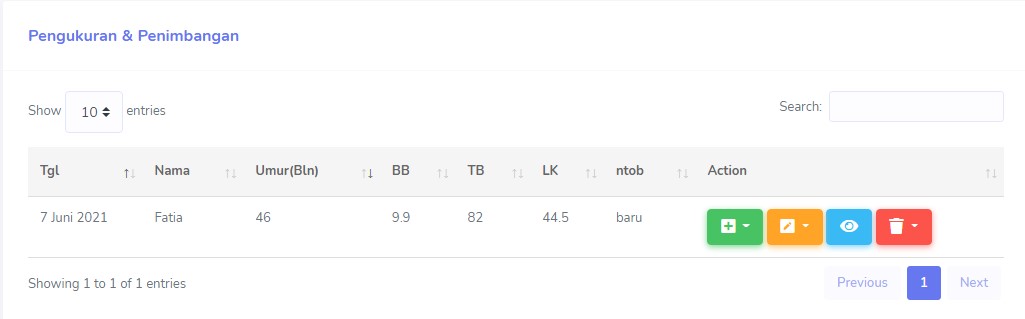 Pengukuran & Penimbangan
Show 10 entries
Search:
Tgl Nama Umur(Bln) BB TB LK ntob Action
7 Juni 2021 Fatia 46 9.9 82 44.5 baru
Showing 1 to 1 of 1 entries
Previous 1 Next